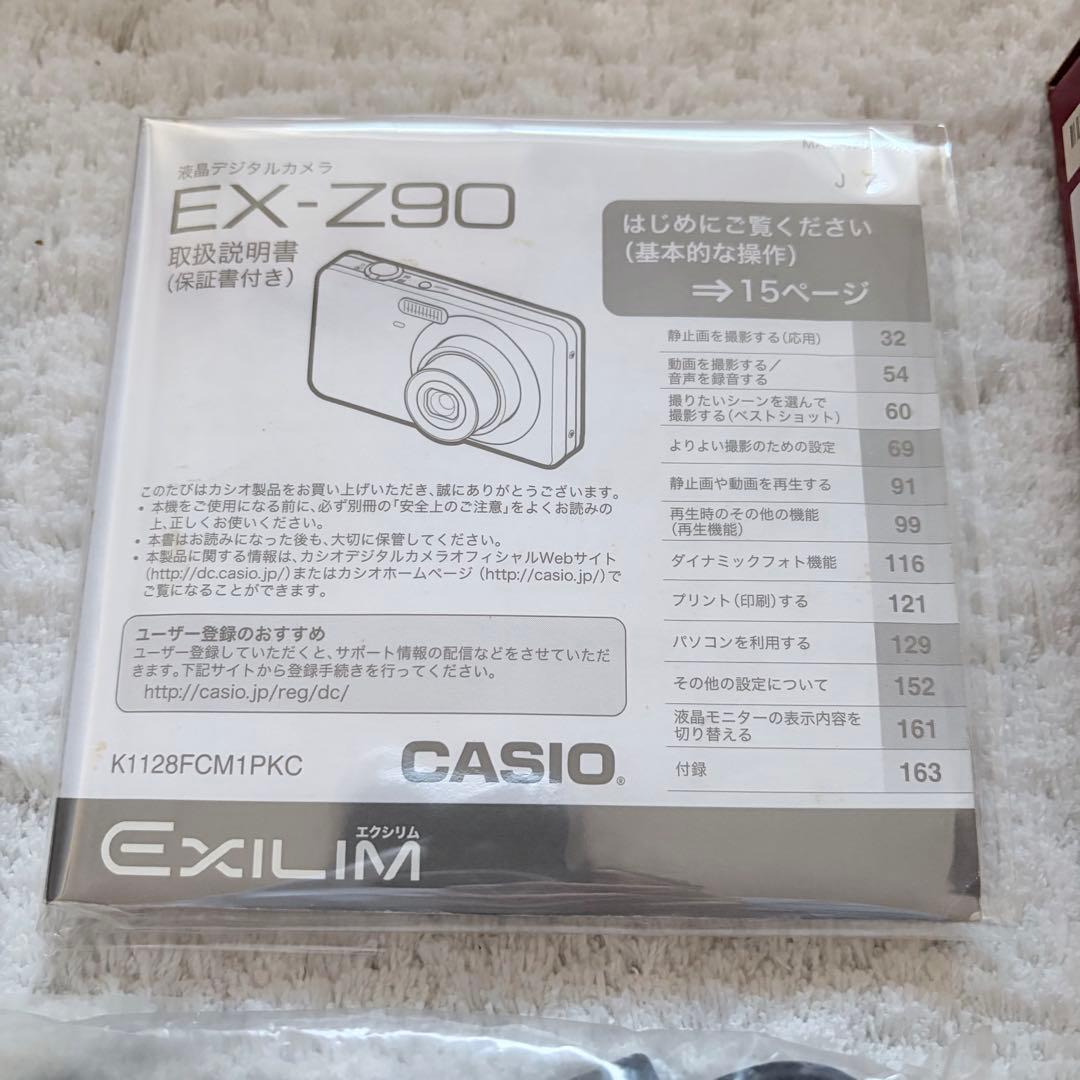 液晶デジタルカメラ
EX-Z90
取扱説明書
(保証書付き)
J
はじめにご覧ください
(基本的な操作)
⇒15ページ
静止画を撮影する(応用) 32
動画を撮影する/
音声を録音する 54
撮りたいシーンを選んで
撮影する(ベストショット) 60
よりよい撮影のための設定 69
静止画や動画を再生する 91
再生時のその他の機能
(再生機能) 99
ダイナミックフォト機能 116
プリント(印刷)する 121
パソコンを利用する 129
その他の設定について 152
液晶モニターの表示内容を
切り替える 161
付録 163
このたびはカシオ製品をお買い上げいただき、誠にありがとうございます。
• 本機をご使用になる前に、必ず別冊の「安全上のご注意」をよくお読みの
上、正しくお使いください。
• 本書はお読みになった後も、大切に保管してください。
• 本製品に関する情報は、カシオデジタルカメラオフィシャルWebサイト
(http://dc.casio.jp/)またはカシオホームページ (http://casio.jp/)で
ご覧になることができます。
ユーザー登録のおすすめ
ユーザー登録していただくと、サポート情報の配信などをさせていただ
きます。下記サイトから登録手続きを行ってください。
http://casio.jp/reg/dc/
K1128FCM1PKC
CASIO®
エクシリム
EXILIM